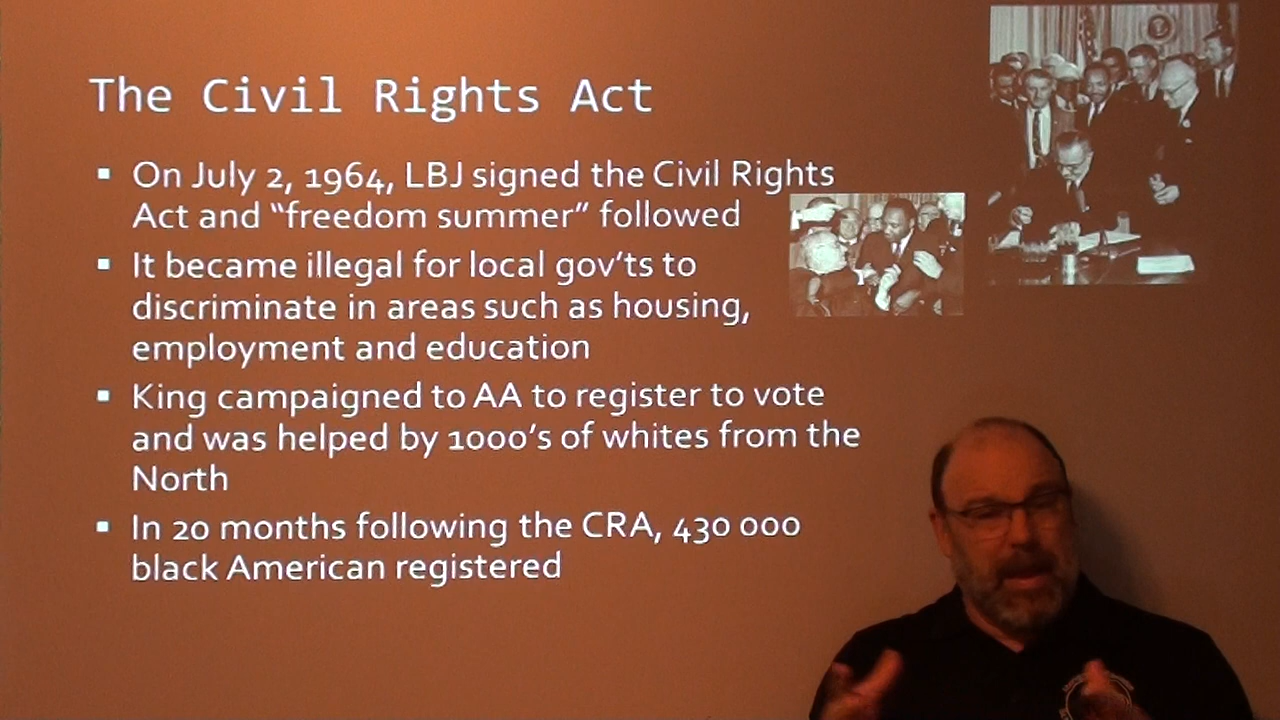 The Civil Rights Act
▪ On July 2, 1964, LBJ signed the Civil Rights
Act and “freedom summer” followed
▪ It became illegal for local gov’ts to
discriminate in areas such as housing,
employment and education
▪ King campaigned to AA to register to vote
and was helped by 1000’s of whites from the
North
▪ In 20 months following the CRA, 430 000
black American registered